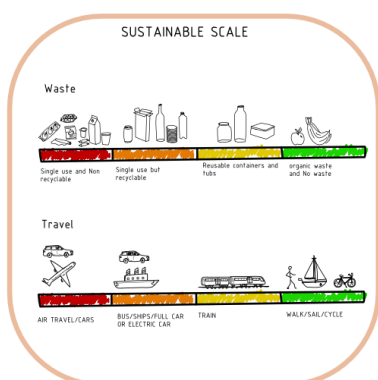 SUSTAINABLE SCALE
Waste
Single use and Non
recyclable
Single use but
recyclable
Reusable containers and
tubs
organic waste
and No waste
Travel
AIR TRAVEL/CARS
BUS/SHIPS/FULL CAR
OR ELECTRIC CAR
TRAIN
WALK/SAIL/CYCLE